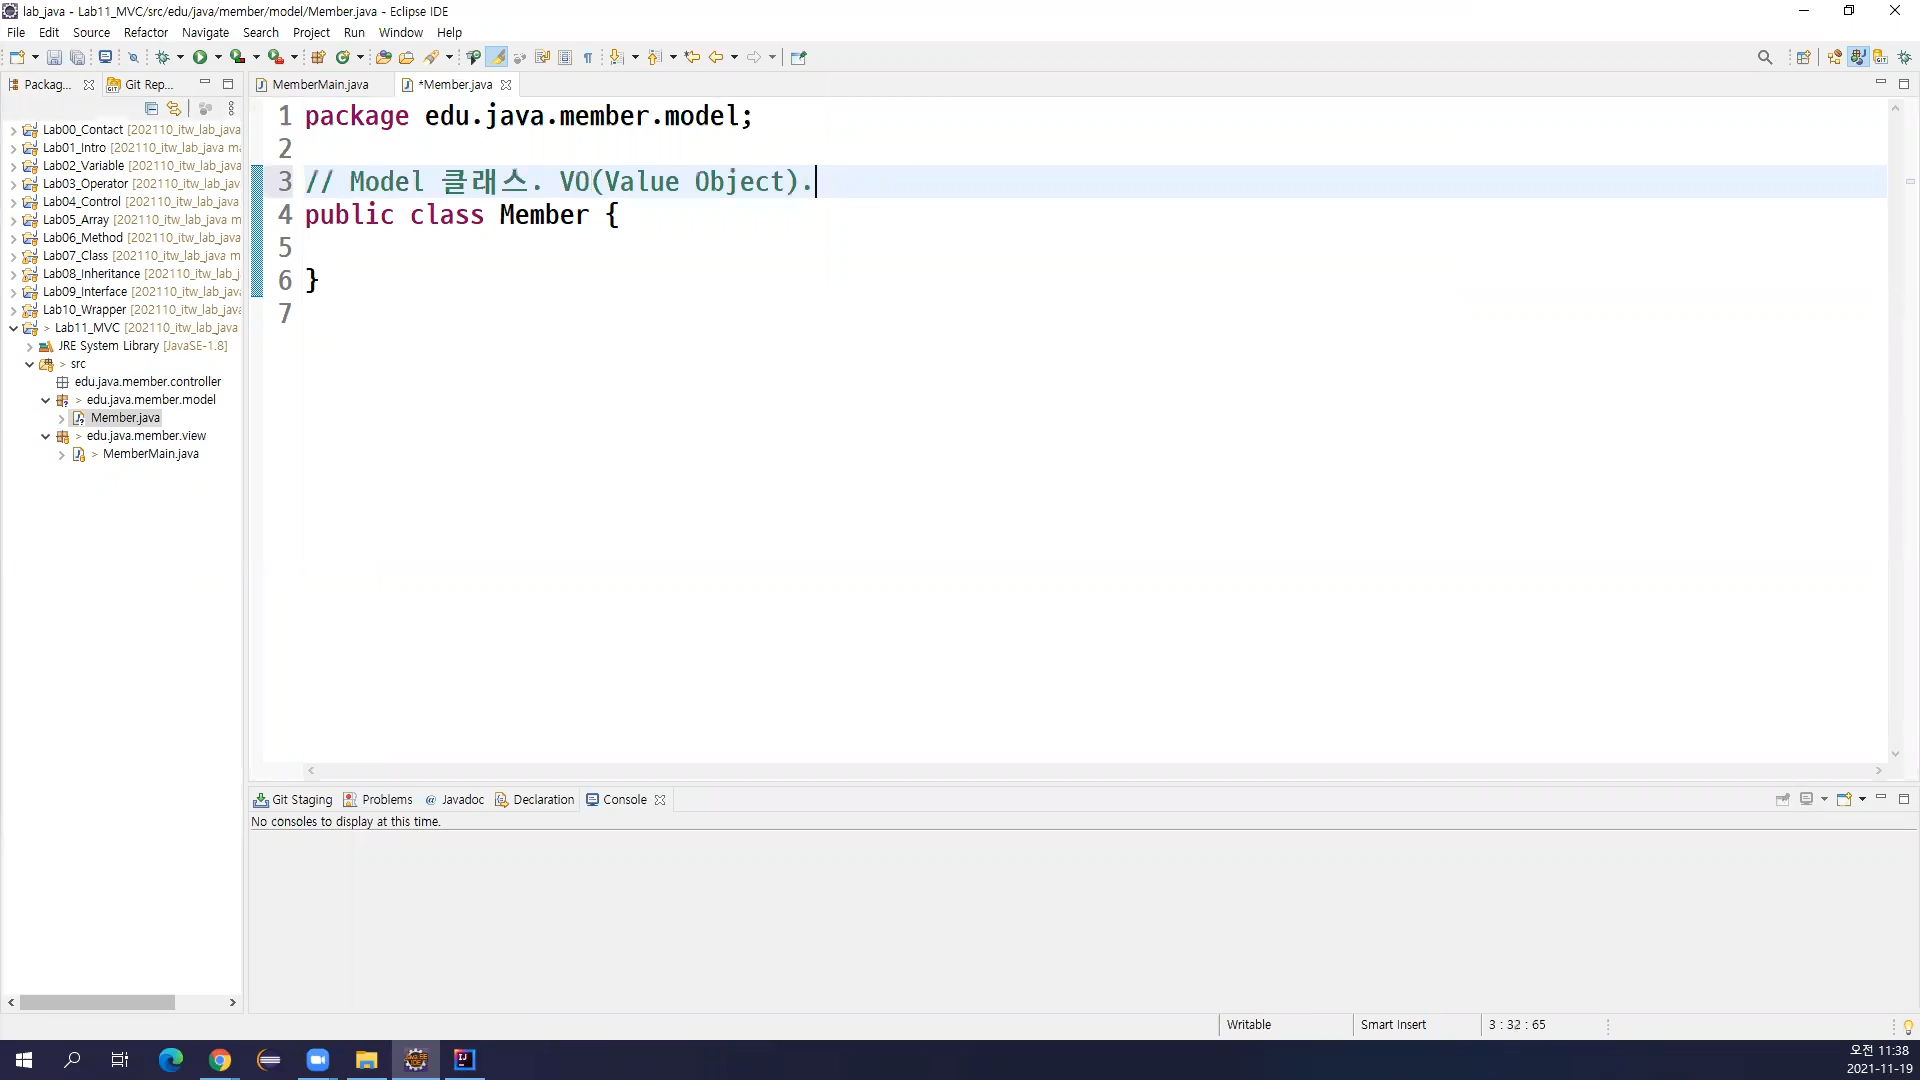 lab_java - Lab11_MVC/src/edu/java/member/model/Member.java - Eclipse IDE
File Edit Source Refactor Navigate Search Project Run Window Help
Packag... Git Rep...
MemberMain.java *Member.java
Lab00_Contact [202110_itw_lab_java
Lab01_Intro [202110_itw_lab_java ma
Lab02_Variable [202110_itw_lab_java
Lab03_Operator [202110_itw_lab_java
Lab04_Control [202110_itw_lab_java
Lab05_Array [202110_itw_lab_java m
Lab06_Method [202110_itw_lab_java
Lab07_Class [202110_itw_lab_java m
Lab08_Inheritance [202110_itw_lab_j
Lab09_Interface [202110_itw_lab_java
Lab10_Wrapper [202110_itw_lab_java
> Lab11_MVC [202110_itw_lab_java
JRE System Library [JavaSE-1.8]
> src
edu.java.member.controller
> edu.java.member.model
Member.java
> edu.java.member.view
> MemberMain.java
1 package edu.java.member.model;
2
3 // Model 클래스. VO(Value Object).
4 public class Member {
5
6 }
7
Git Staging Problems @ Javadoc Declaration Console
No consoles to display at this time.
Writable Smart Insert 3 : 32 : 65
오전 11:38
2021-11-19